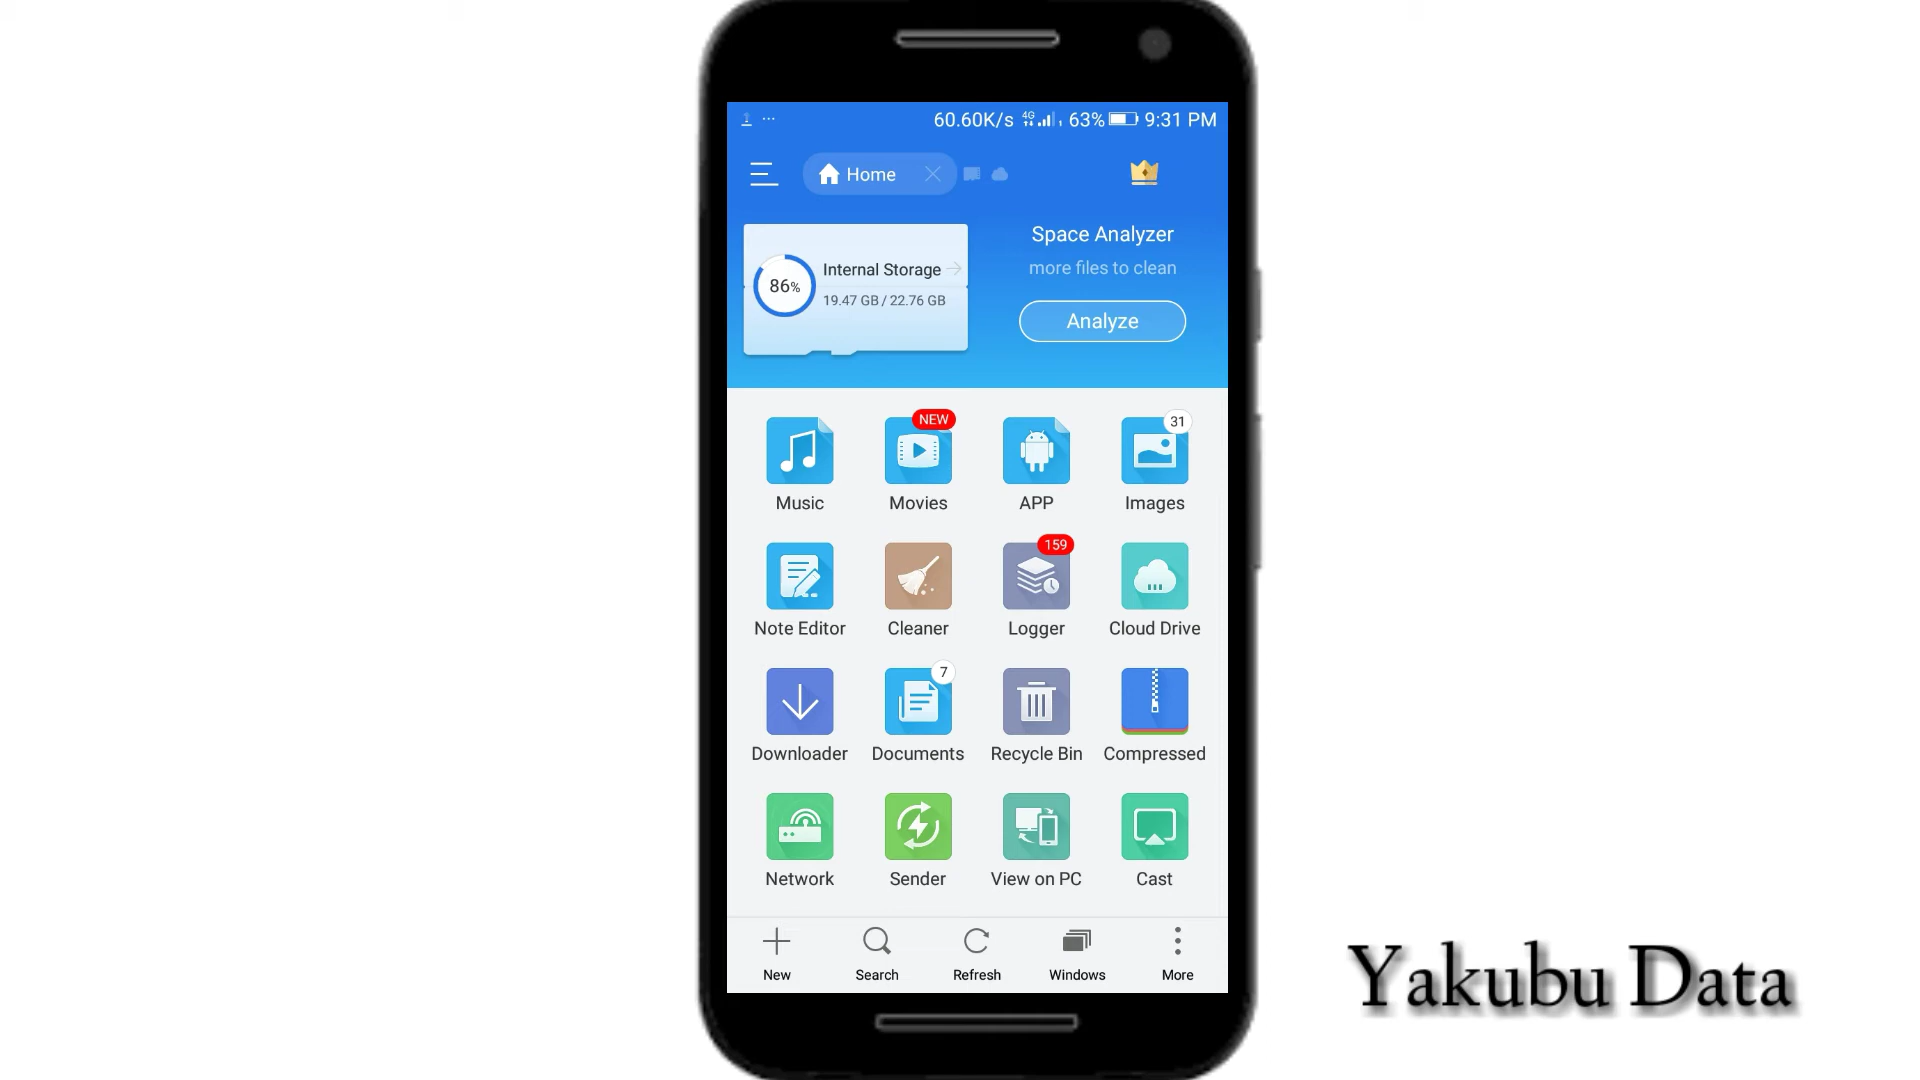 60.60K/s 4G 63% 9:31 PM
Home
Space Analyzer
more files to clean
Analyze
86%
Internal Storage
19.47 GB / 22.76 GB
NEW
31
Music Movies APP Images
159
Note Editor Cleaner Logger Cloud Drive
7
Downloader Documents Recycle Bin Compressed
Network Sender View on PC Cast
New Search Refresh Windows More
Yakubu Data